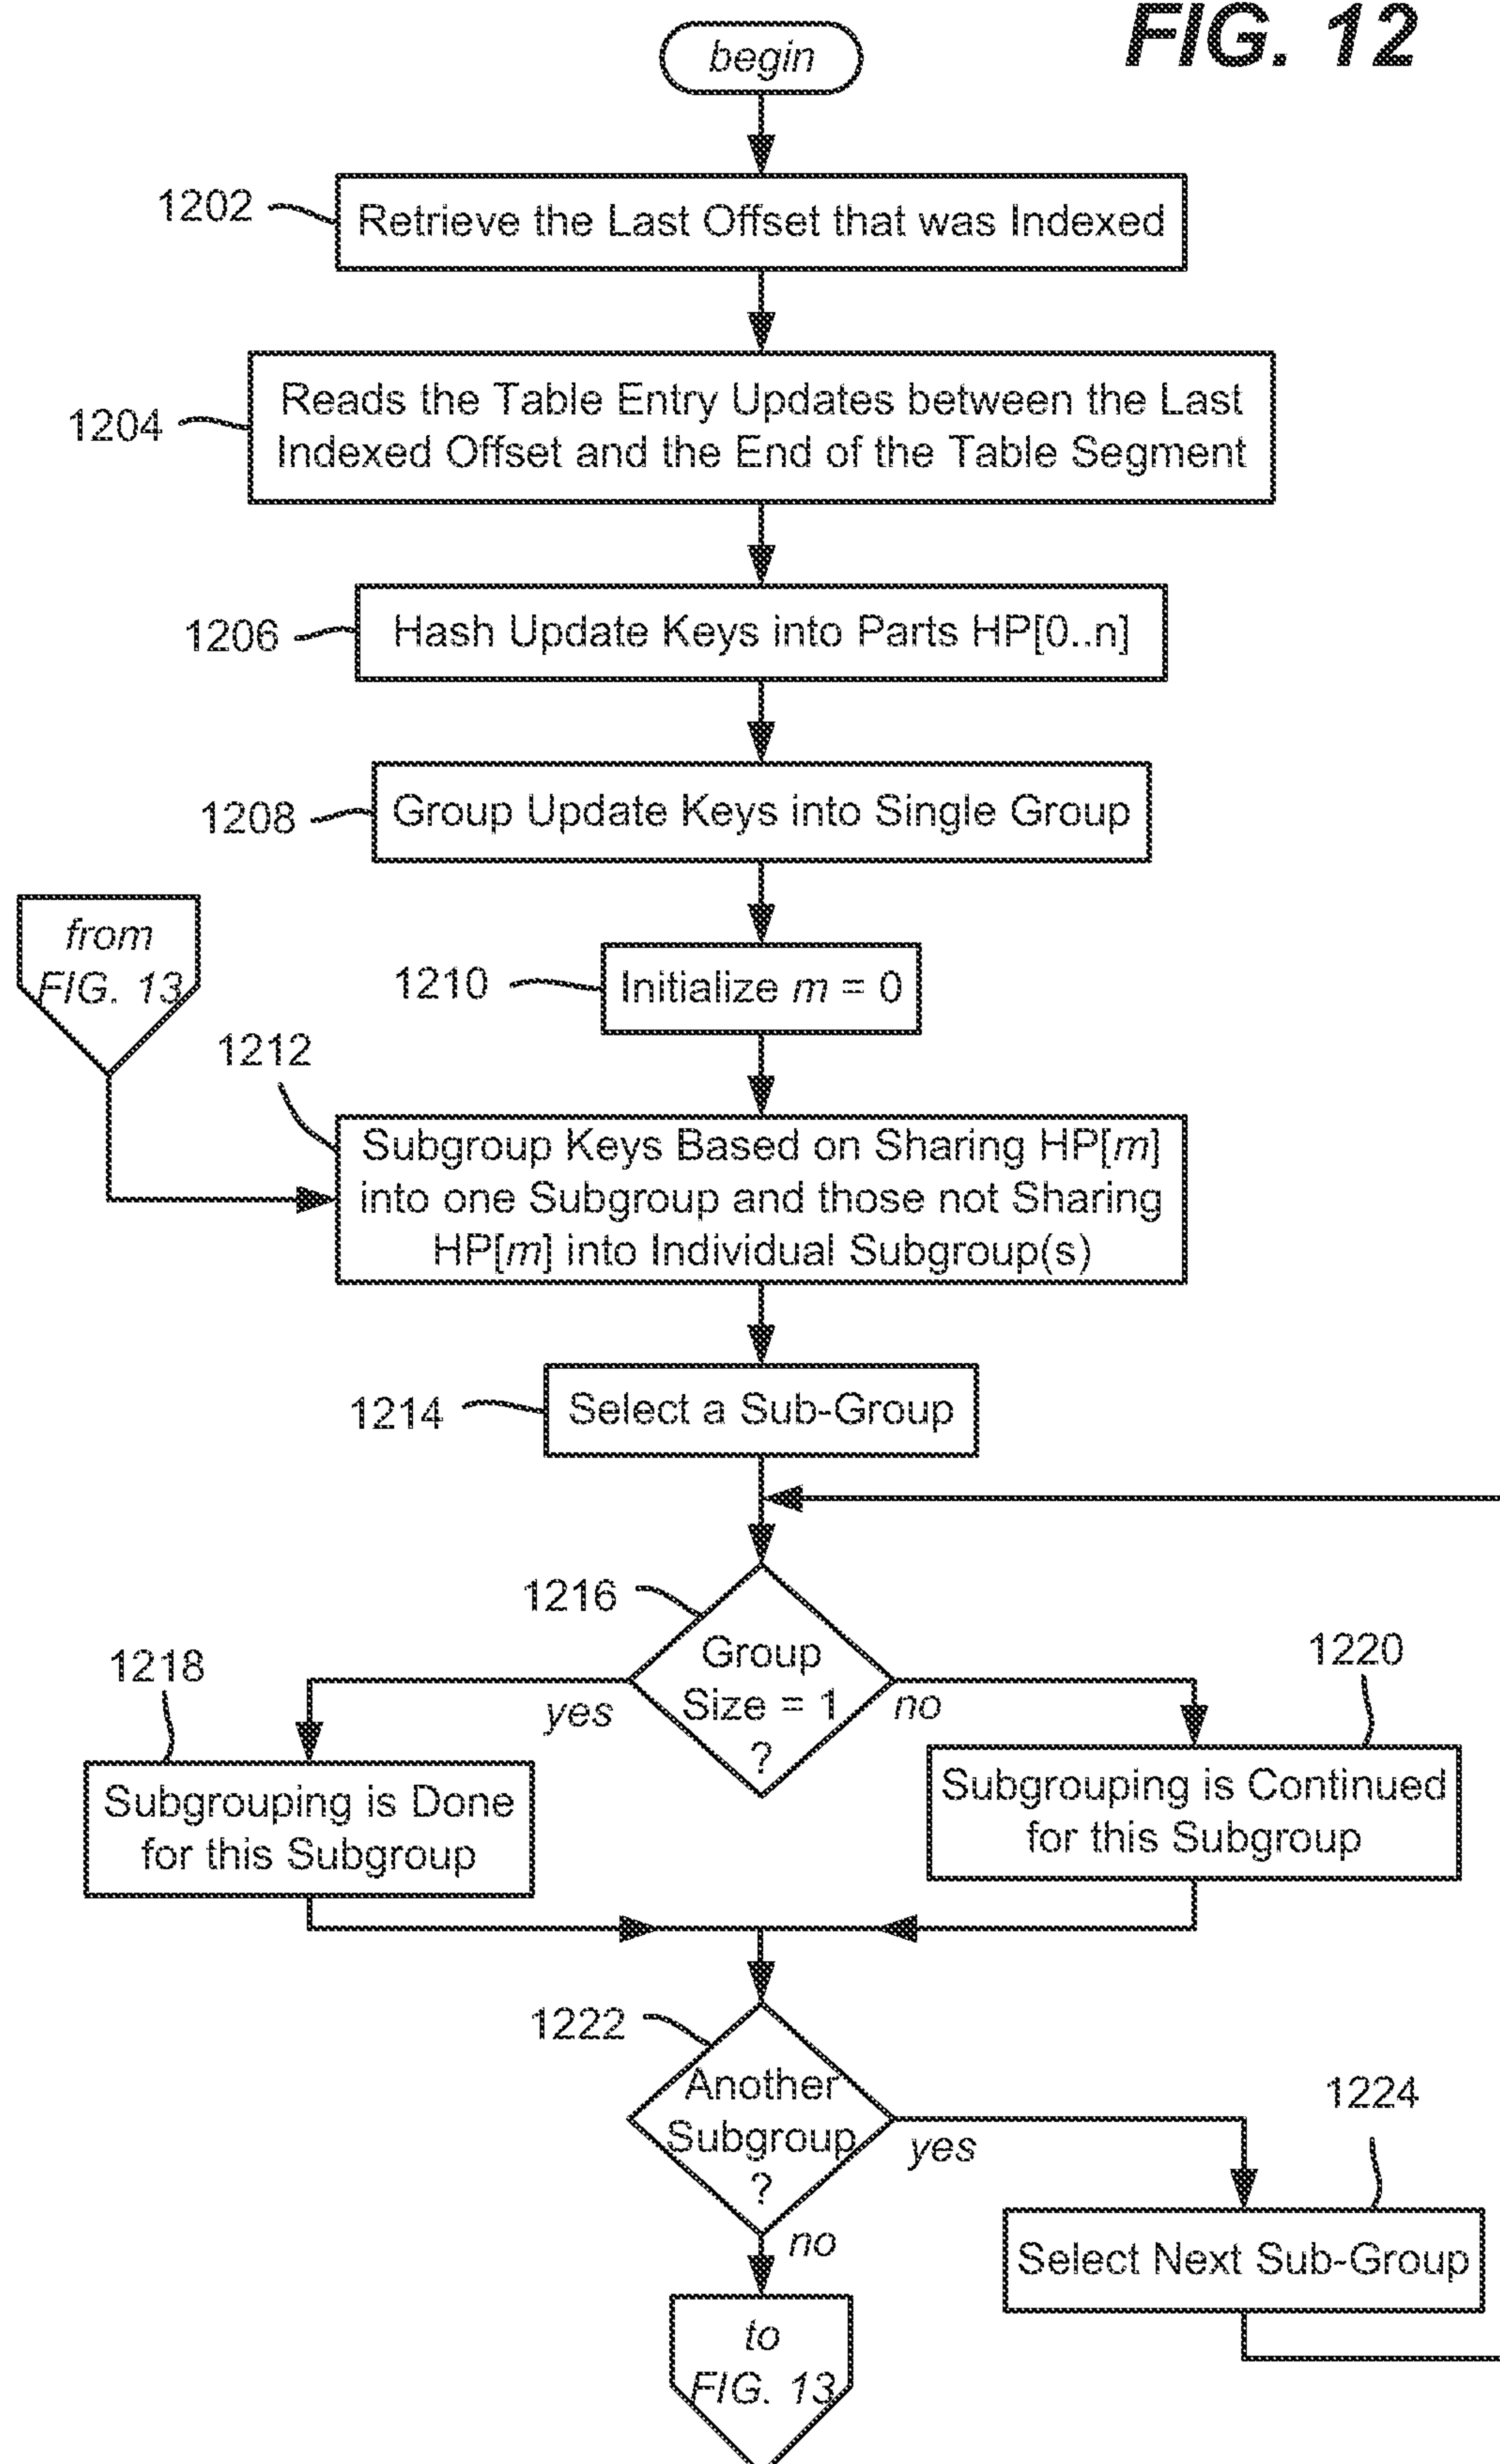 FIG. 12
begin
1202
Retrieve the Last Offset that was Indexed
1204
Reads the Table Entry Updates between the Last
Indexed Offset and the End of the Table Segment
1206
Hash Update Keys into Parts HP[0..n]
1208
Group Update Keys into Single Group
from
FIG. 13
1210
Initialize m = 0
1212
Subgroup Keys Based on Sharing HP[m]
into one Subgroup and those not Sharing
HP[m] into Individual Subgroup(s)
1214
Select a Sub-Group
1216
Group
Size = 1
?
yes
no
1218
Subgrouping is Done
for this Subgroup
1220
Subgrouping is Continued
for this Subgroup
1222
Another
Subgroup
?
yes
no
1224
Select Next Sub-Group
to
FIG. 13